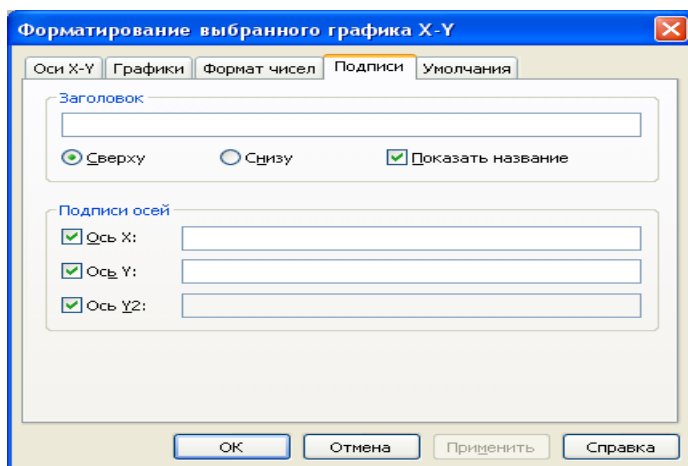 Форматирование выбранного графика X-Y
Оси X-Y Графики Формат чисел Подписи Умолчания
Заголовок
Сверху Снизу Показать название
Подписи осей
Ось X:
Ось Y:
Ось Y2:
OK Отмена Применить Справка